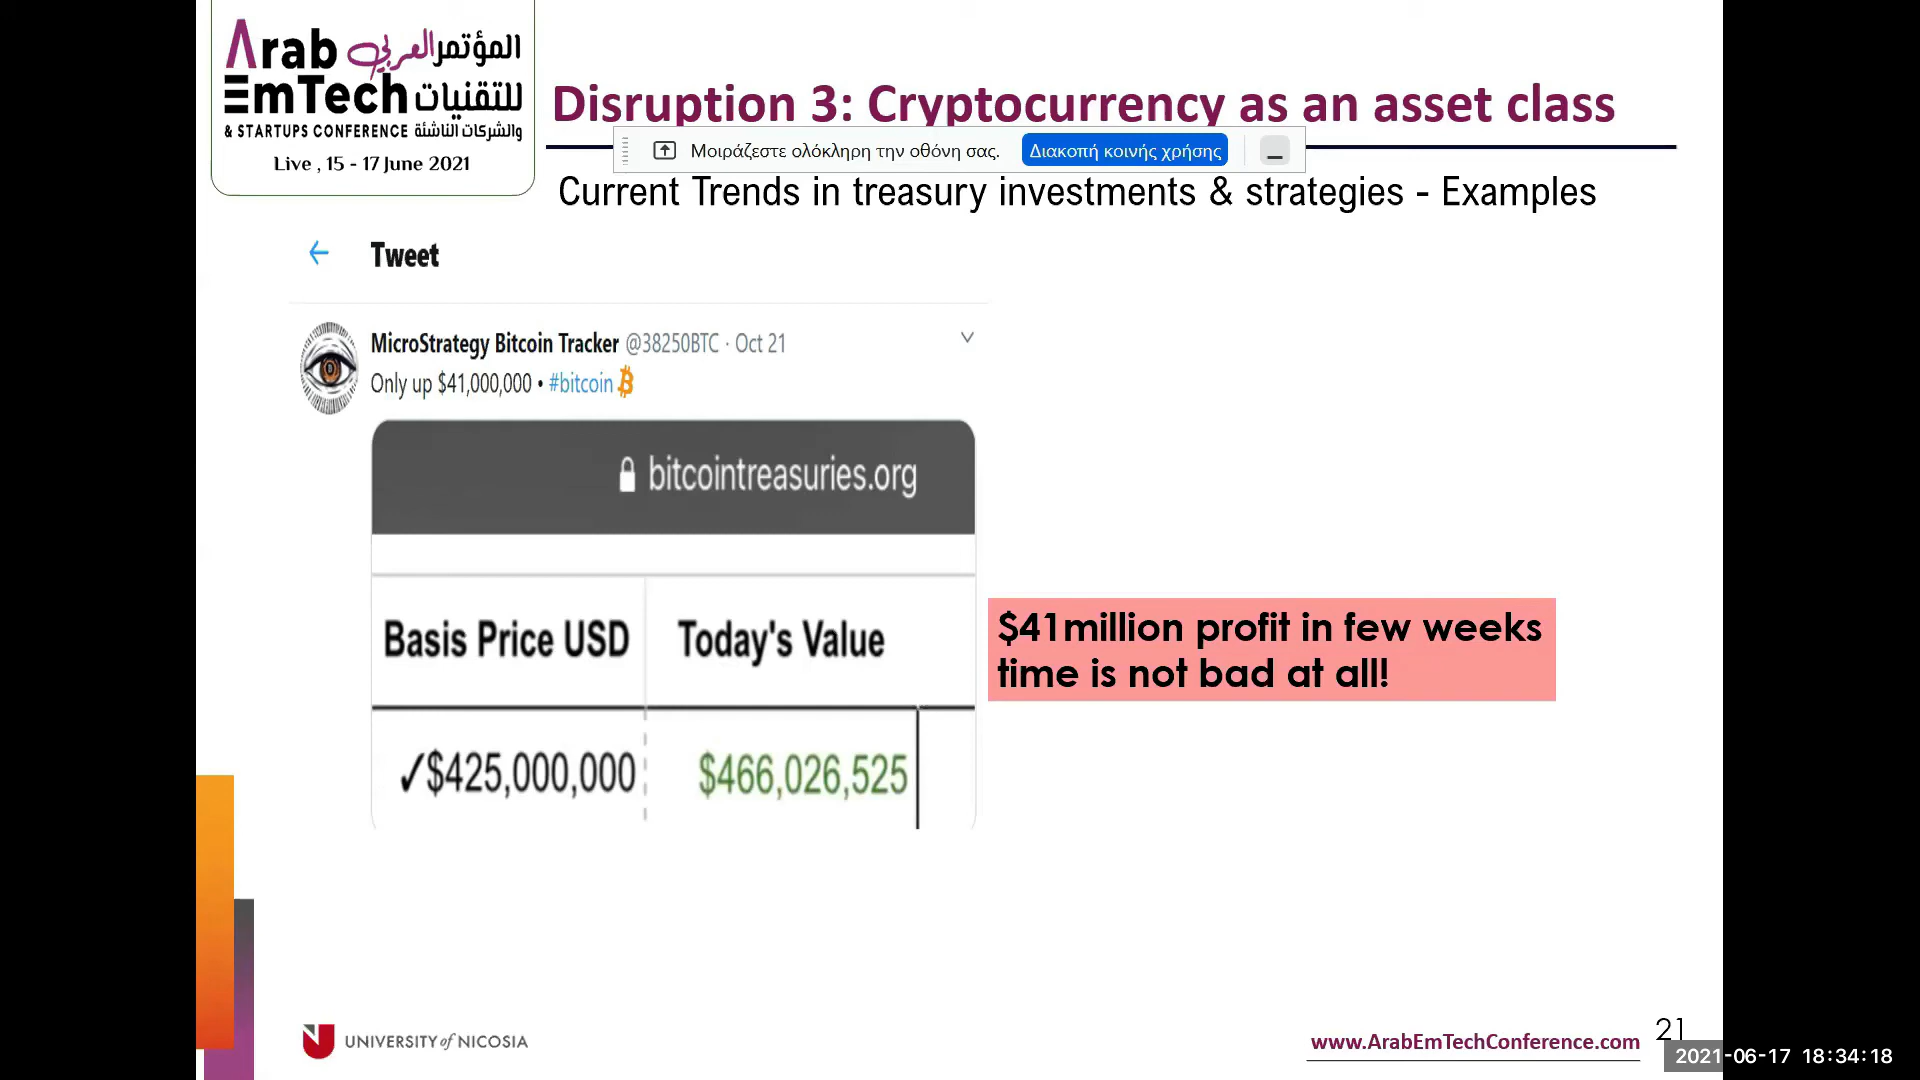 Arab المؤتمر العربي
EmTech للتقنيات
& STARTUPS CONFERENCE والشركات الناشئة
Live , 15 - 17 June 2021
Disruption 3: Cryptocurrency as an asset class
Μοιράζεστε ολόκληρη την οθόνη σας. Διακοπή κοινής χρήσης
Current Trends in treasury investments & strategies - Examples
Tweet
MicroStrategy Bitcoin Tracker @38250BTC · Oct 21
Only up $41,000,000 • #bitcoin
bitcointreasuries.org
Basis Price USD Today's Value
✓$425,000,000 $466,026,525
$41million profit in few weeks
time is not bad at all!
UNIVERSITY of NICOSIA
www.ArabEmTechConference.com
21
2021-06-17 18:34:18